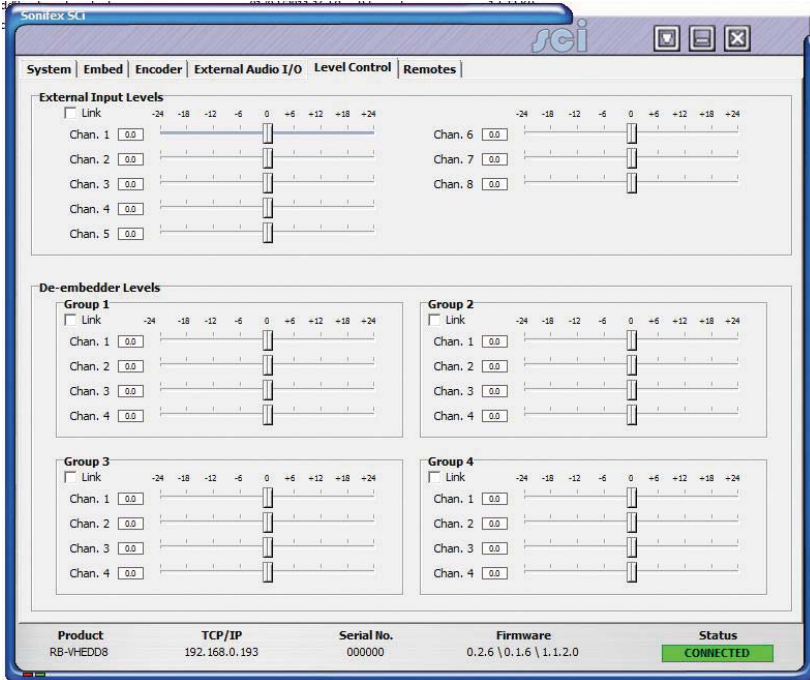 Sonifex SCi
sci
System Embed Encoder External Audio I/O Level Control Remotes
External Input Levels
Link -24 -18 -12 -6 0 +6 +12 +18 +24 -24 -18 -12 -6 0 +6 +12 +18 +24
Chan. 1 0.0 Chan. 6 0.0
Chan. 2 0.0 Chan. 7 0.0
Chan. 3 0.0 Chan. 8 0.0
Chan. 4 0.0
Chan. 5 0.0
De-embedder Levels
Group 1 Group 2
Link -24 -18 -12 -6 0 +6 +12 +18 +24 Link -24 -18 -12 -6 0 +6 +12 +18 +24
Chan. 1 0.0 Chan. 1 0.0
Chan. 2 0.0 Chan. 2 0.0
Chan. 3 0.0 Chan. 3 0.0
Chan. 4 0.0 Chan. 4 0.0
Group 3 Group 4
Link -24 -18 -12 -6 0 +6 +12 +18 +24 Link -24 -18 -12 -6 0 +6 +12 +18 +24
Chan. 1 0.0 Chan. 1 0.0
Chan. 2 0.0 Chan. 2 0.0
Chan. 3 0.0 Chan. 3 0.0
Chan. 4 0.0 Chan. 4 0.0
Product TCP/IP Serial No. Firmware Status
RB-VHEDD8 192.168.0.193 000000 0.2.6 \ 0.1.6 \ 1.1.2.0 CONNECTED